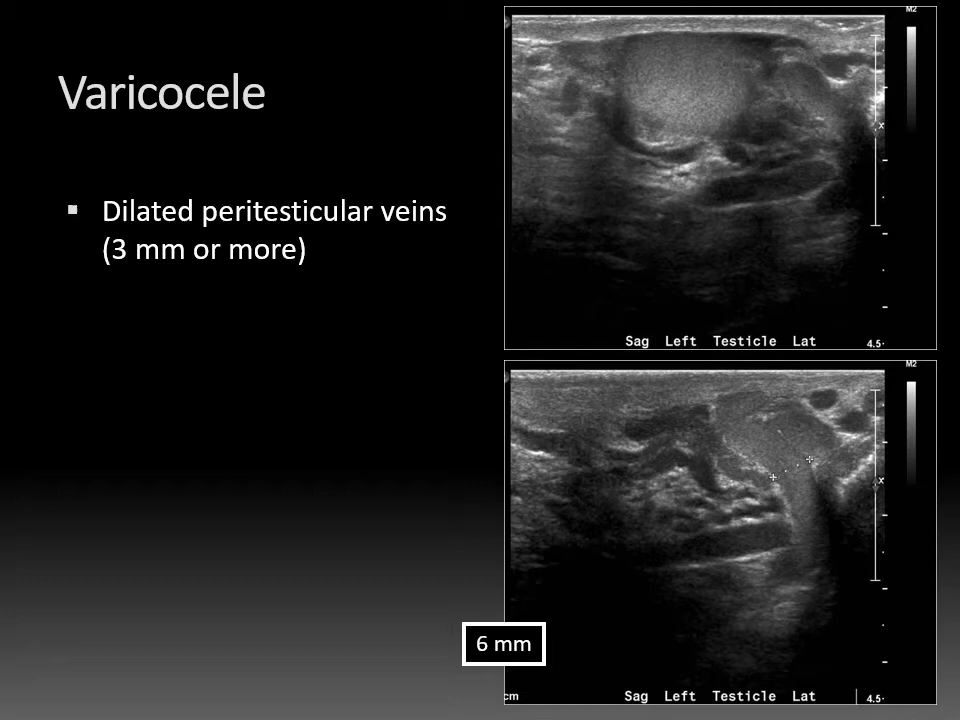 Varicocele
▪ Dilated peritesticular veins
(3 mm or more)
M2
x
Sag Left Testicle Lat
4.5
M2
x
6 mm
cm
Sag Left Testicle Lat
4.5